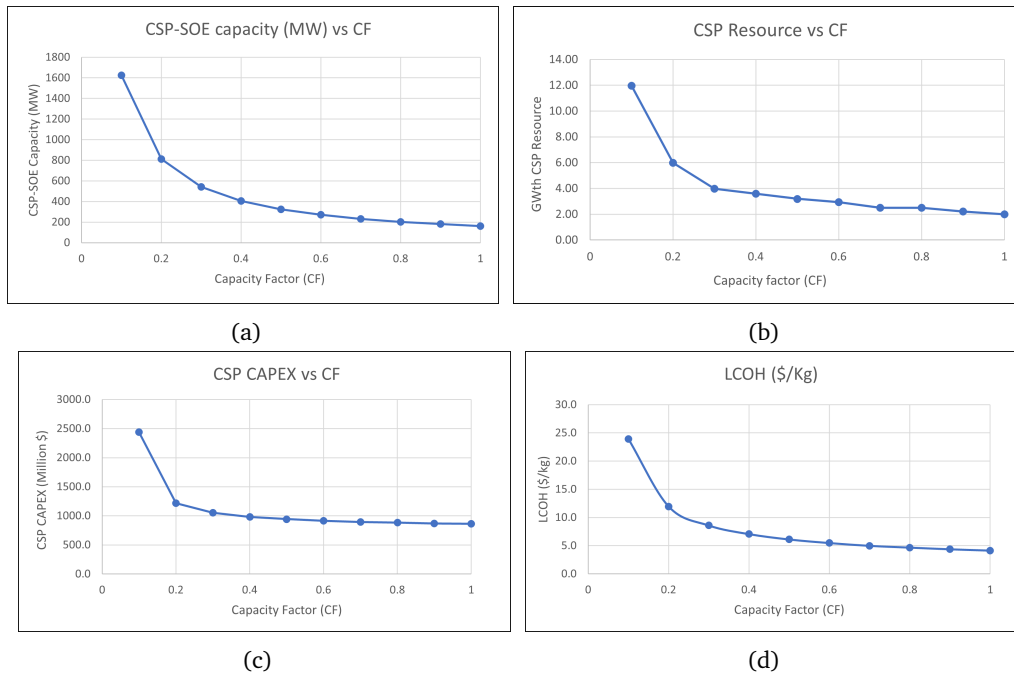 CSP-SOE capacity (MW) vs CF
CSP-SOE Capacity (MW)
1800
1600
1400
1200
1000
800
600
400
200
0
0 0.2 0.4 0.6 0.8 1
Capacity Factor (CF)
(a)
CSP Resource vs CF
GWth CSP Resource
14.00
12.00
10.00
8.00
6.00
4.00
2.00
0.00
0 0.2 0.4 0.6 0.8 1
Capacity factor (CF)
(b)
CSP CAPEX vs CF
CSP CAPEX (Million $)
3000.0
2500.0
2000.0
1500.0
1000.0
500.0
0.0
0 0.2 0.4 0.6 0.8 1
Capacity Factor (CF)
(c)
LCOH ($/Kg)
LCOH ($/kg)
30.0
25.0
20.0
15.0
10.0
5.0
0.0
0 0.2 0.4 0.6 0.8 1
Capacity Factor (CF)
(d)